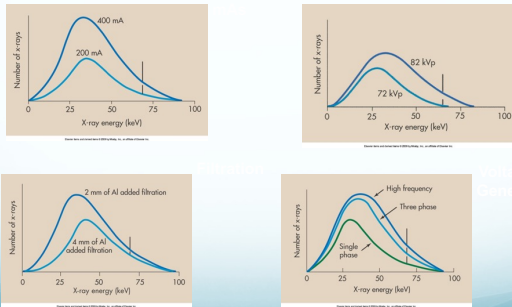 400 mA
200 mA
Number of x-rays
0 25 50 75 100
X-ray energy (keV)
82 kVp
72 kVp
Number of x-rays
0 25 50 75 100
X-ray energy (keV)
2 mm of Al added filtration
4 mm of Al
added filtration
Number of x-rays
0 25 50 75 100
X-ray energy (keV)
High frequency
Three phase
Single
phase
Number of x-rays
0 25 50 75 100
X-ray energy (keV)